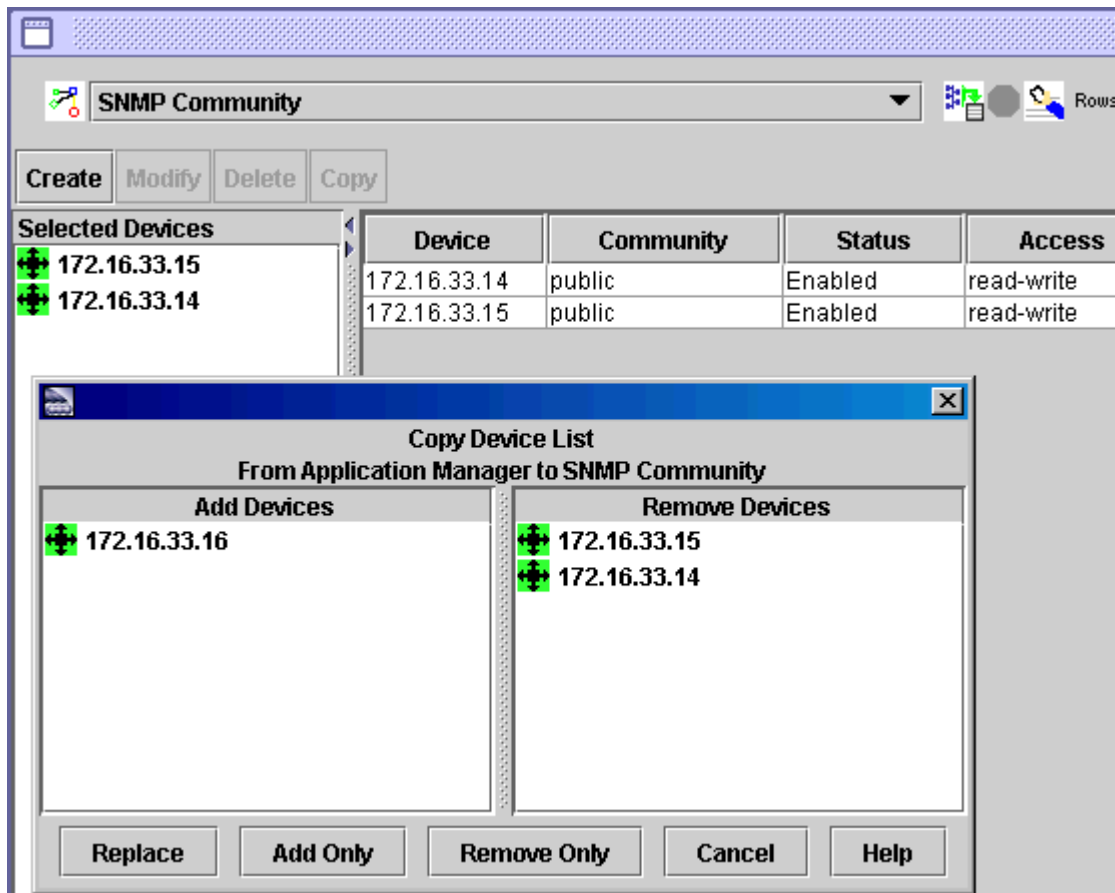 SNMP Community
Rows
Create Modify Delete Copy
Selected Devices
172.16.33.15
172.16.33.14
Device Community Status Access
172.16.33.14 public Enabled read-write
172.16.33.15 public Enabled read-write
Copy Device List
From Application Manager to SNMP Community
Add Devices
172.16.33.16
Remove Devices
172.16.33.15
172.16.33.14
Replace Add Only Remove Only Cancel Help